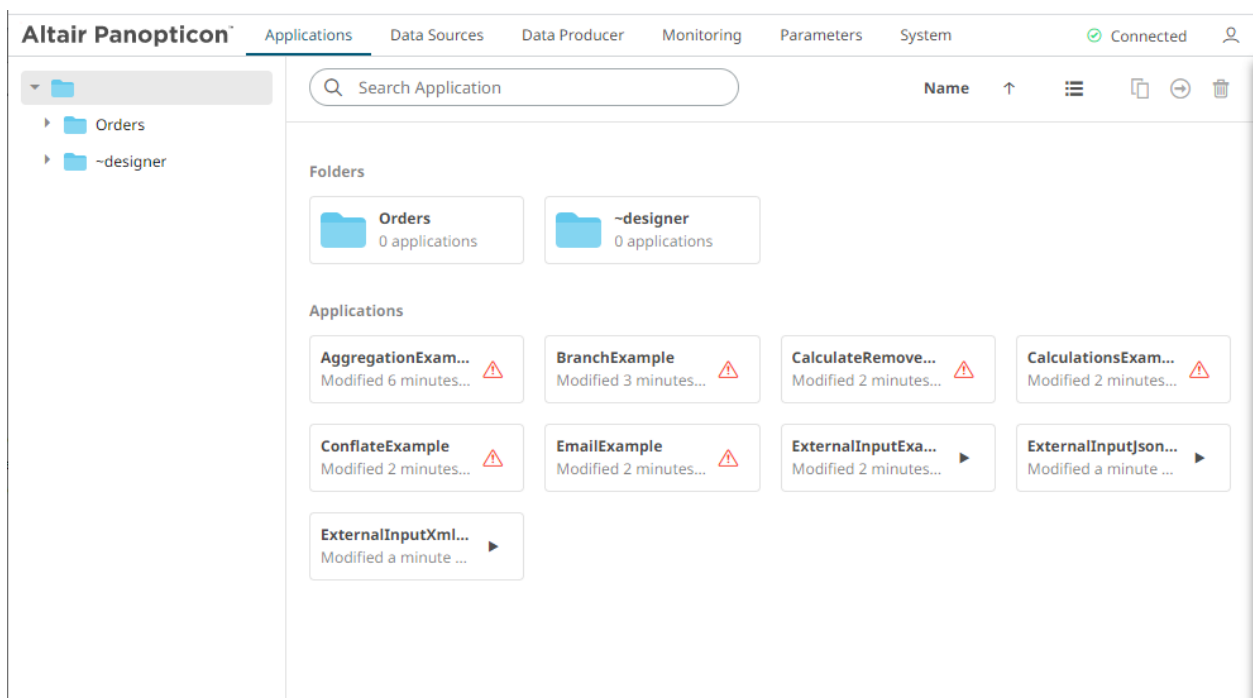 Altair Panopticon™ Applications Data Sources Data Producer Monitoring Parameters System Connected
Search Application Name
Orders
~designer
Folders
Orders
0 applications
~designer
0 applications
Applications
AggregationExam...
Modified 6 minutes...
BranchExample
Modified 3 minutes...
CalculateRemove...
Modified 2 minutes...
CalculationsExam...
Modified 2 minutes...
ConflateExample
Modified 2 minutes...
EmailExample
Modified 2 minutes...
ExternalInputExa...
Modified 2 minutes...
ExternalInputJson...
Modified a minute ...
ExternalInputXml...
Modified a minute ...